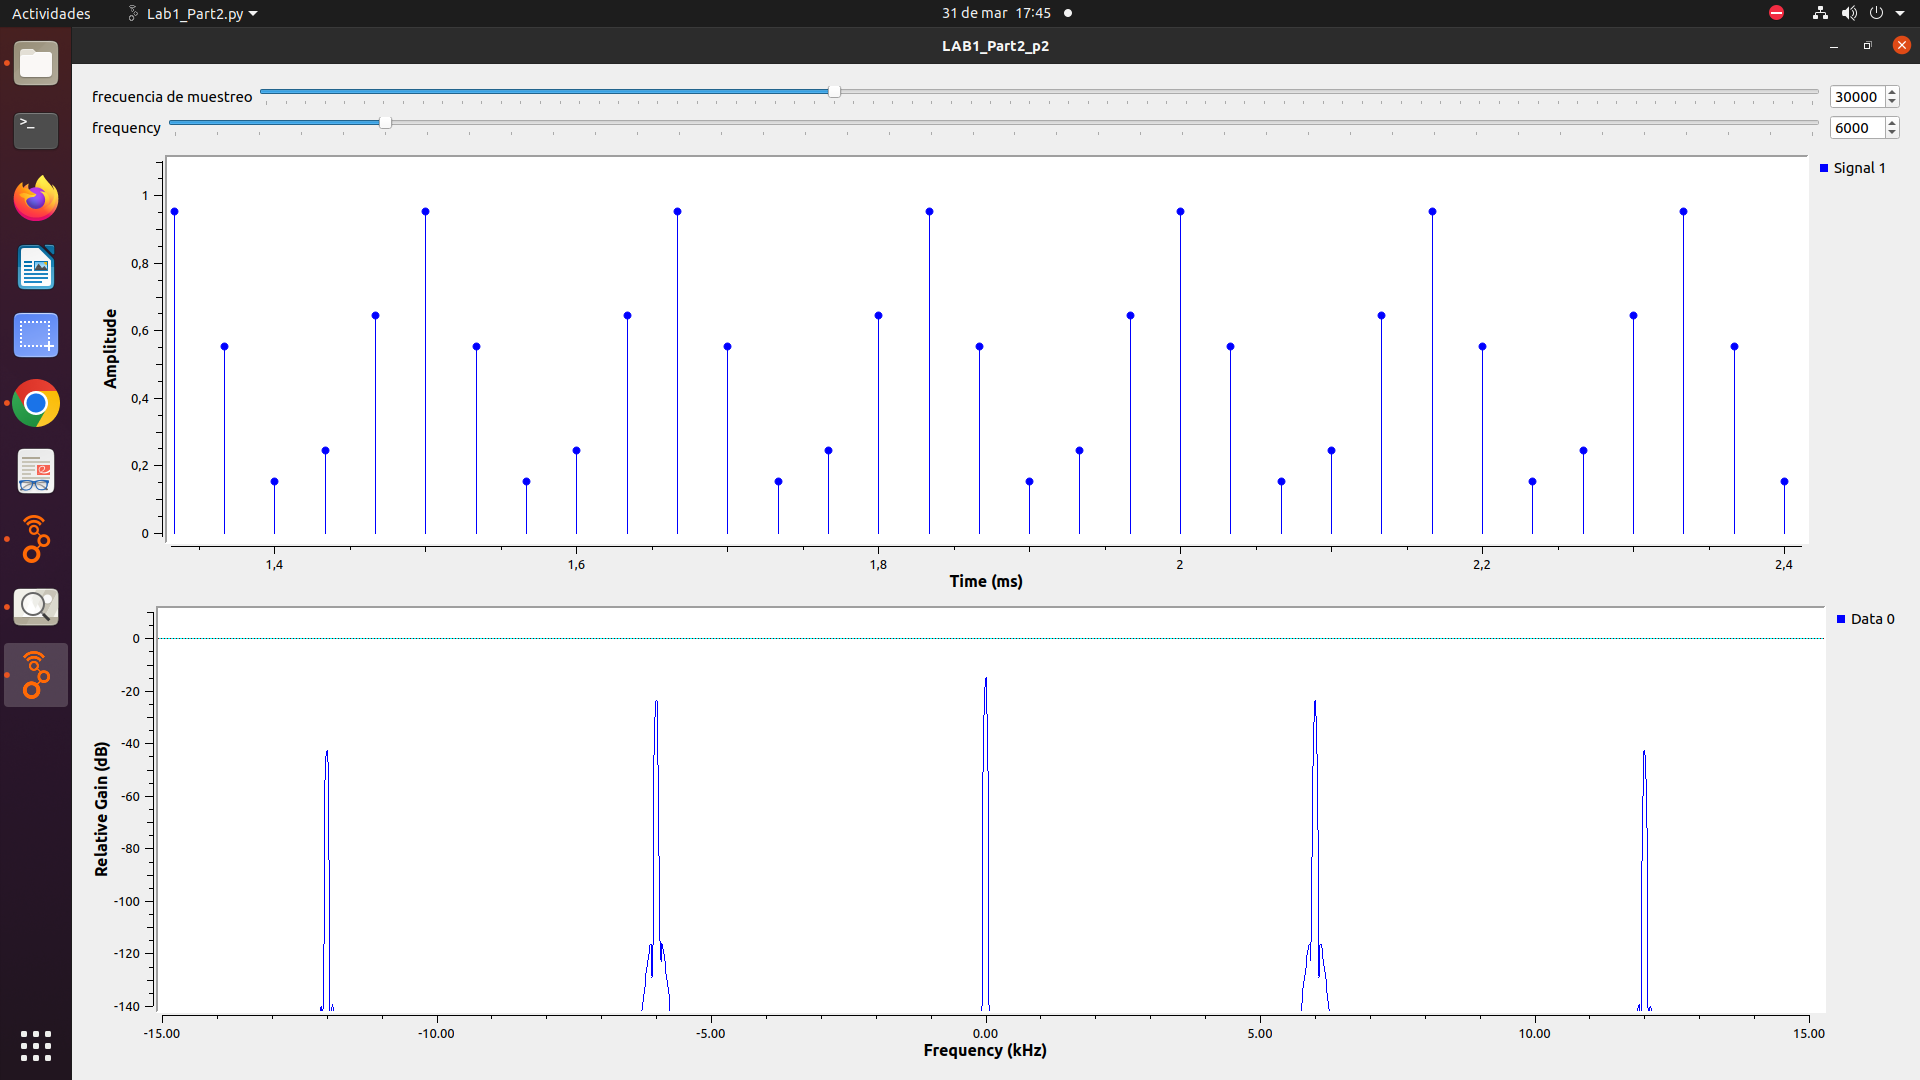 Actividades
Lab1_Part2.py
31 de mar 17:45
LAB1_Part2_p2
frecuencia de muestreo
30000
frequency
6000
Signal 1
Amplitude
1
0,8
0,6
0,4
0,2
0
1,4 1,6 1,8 2 2,2 2,4
Time (ms)
Data 0
Relative Gain (dB)
0
-20
-40
-60
-80
-100
-120
-140
-15.00 -10.00 -5.00 0.00 5.00 10.00 15.00
Frequency (kHz)